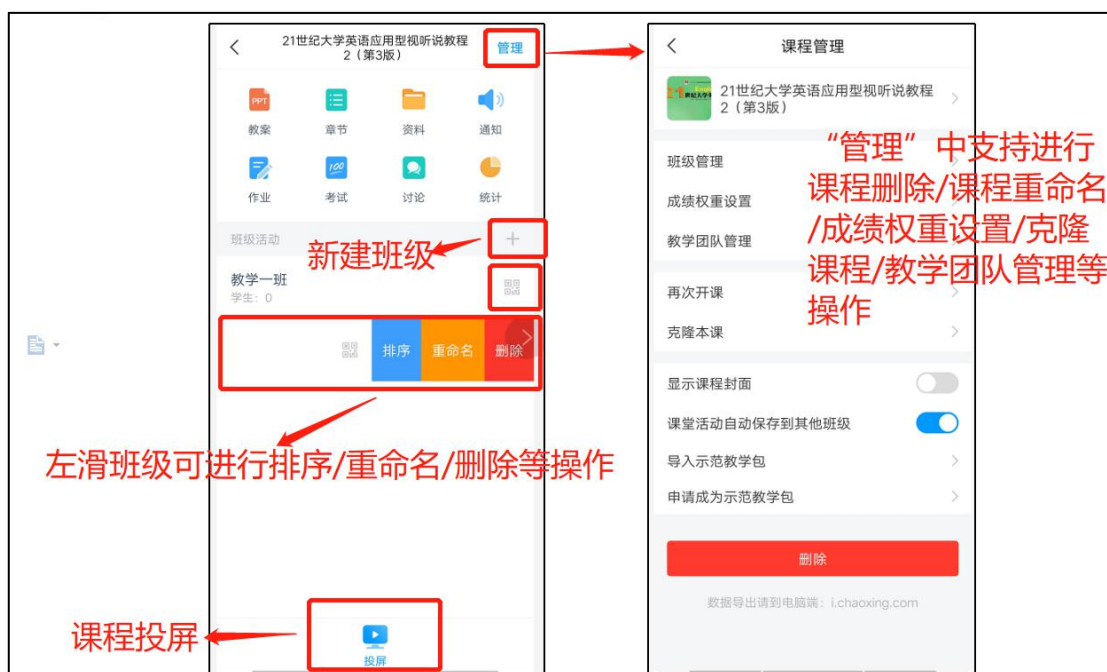 21世纪大学英语应用型视听说教程
2（第3版）
管理
教案
章节
资料
通知
作业
考试
讨论
统计
班级活动
新建班级
教学一班
学生：0
排序
重命名
删除
左滑班级可进行排序/重命名/删除等操作
课程投屏
投屏
课程管理
21世纪大学英语应用型视听说教程
2（第3版）
班级管理
成绩权重设置
教学团队管理
再次开课
克隆本课
“管理”中支持进行
课程删除/课程重命名
/成绩权重设置/克隆
课程/教学团队管理等
操作
显示课程封面
课堂活动自动保存到其他班级
导入示范教学包
申请成为示范教学包
删除
数据导出请到电脑端：i.chaoxing.com